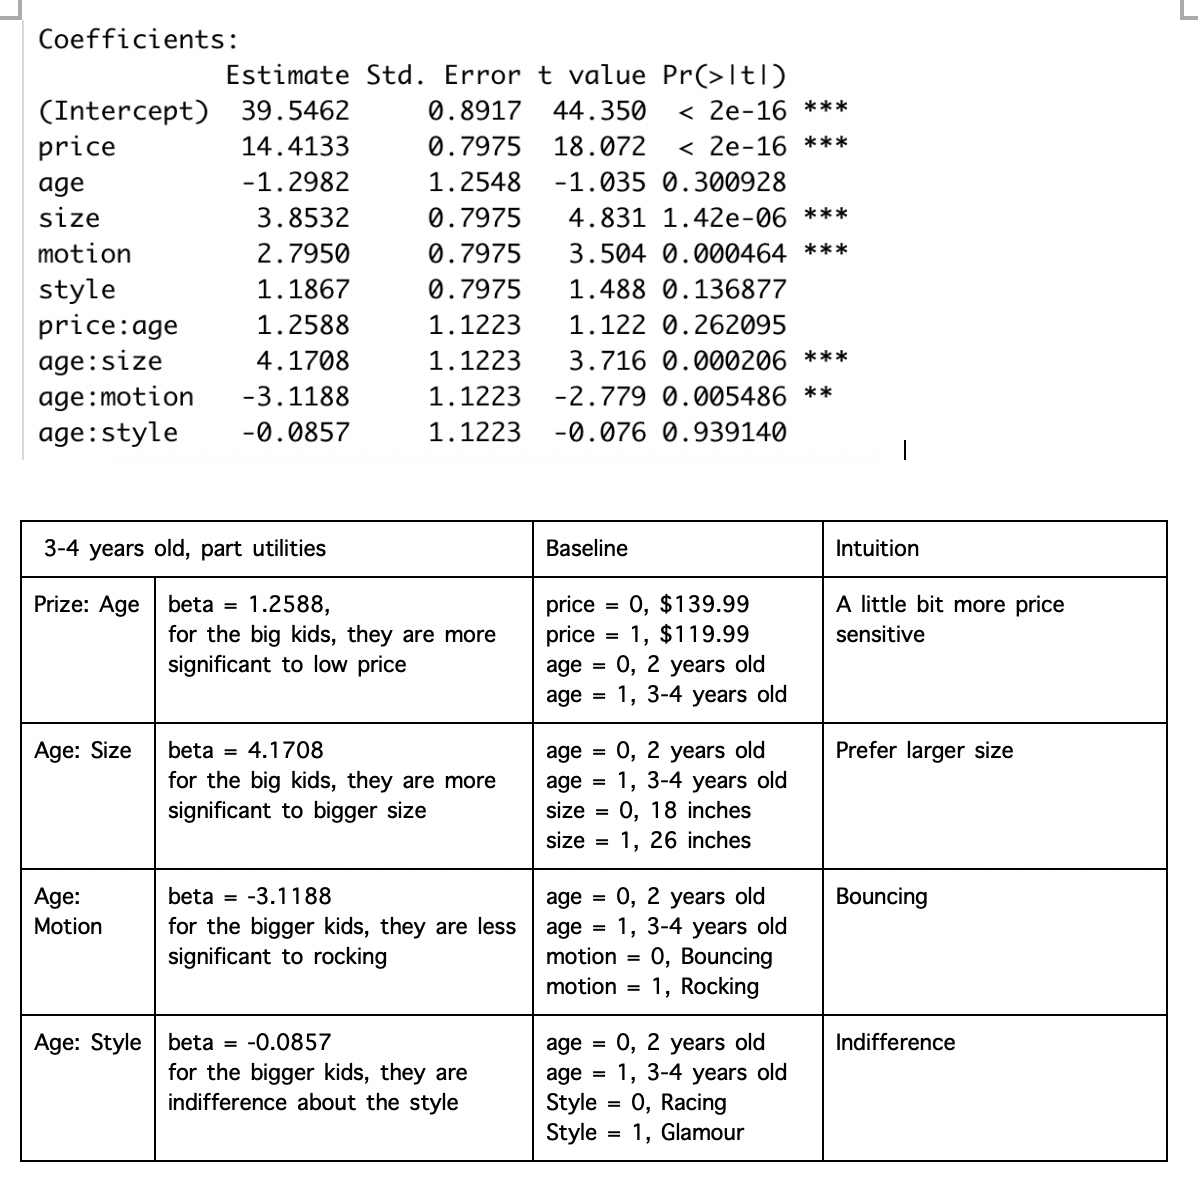 Coefficients:
Estimate Std. Error t value Pr(>|t|)
(Intercept) 39.5462 0.8917 44.350 < 2e-16 ***
price 14.4133 0.7975 18.072 < 2e-16 ***
age -1.2982 1.2548 -1.035 0.300928
size 3.8532 0.7975 4.831 1.42e-06 ***
motion 2.7950 0.7975 3.504 0.000464 ***
style 1.1867 0.7975 1.488 0.136877
price:age 1.2588 1.1223 1.122 0.262095
age:size 4.1708 1.1223 3.716 0.000206 ***
age:motion -3.1188 1.1223 -2.779 0.005486 **
age:style -0.0857 1.1223 -0.076 0.939140
3-4 years old, part utilities
Baseline
Intuition
Prize: Age
beta = 1.2588,
for the big kids, they are more
significant to low price
price = 0, $139.99
price = 1, $119.99
age = 0, 2 years old
age = 1, 3-4 years old
A little bit more price
sensitive
Age: Size
beta = 4.1708
for the big kids, they are more
significant to bigger size
age = 0, 2 years old
age = 1, 3-4 years old
size = 0, 18 inches
size = 1, 26 inches
Prefer larger size
Age:
Motion
beta = -3.1188
for the bigger kids, they are less
significant to rocking
age = 0, 2 years old
age = 1, 3-4 years old
motion = 0, Bouncing
motion = 1, Rocking
Bouncing
Age: Style
beta = -0.0857
for the bigger kids, they are
indifference about the style
age = 0, 2 years old
age = 1, 3-4 years old
Style = 0, Racing
Style = 1, Glamour
Indifference